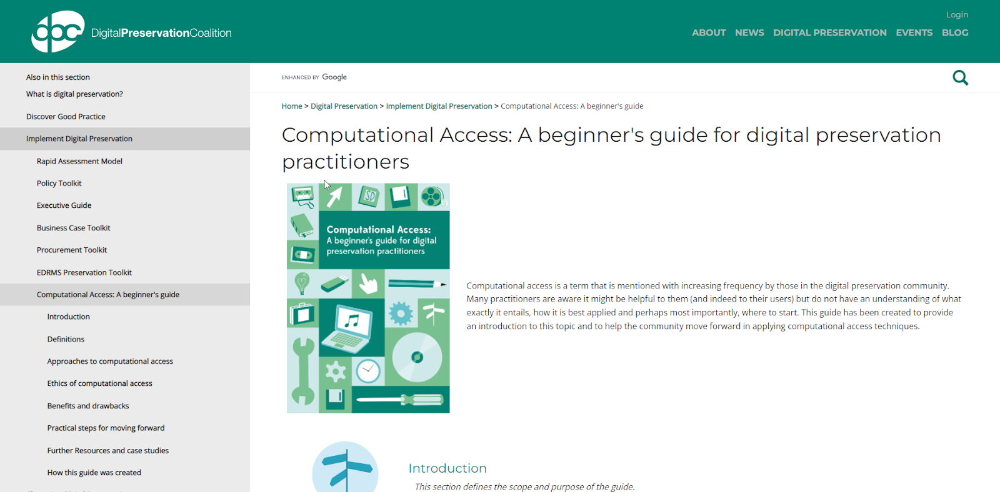 dpc DigitalPreservationCoalition
Login
ABOUT NEWS DIGITAL PRESERVATION EVENTS BLOG
Also in this section
What is digital preservation?
Discover Good Practice
Implement Digital Preservation
Rapid Assessment Model
Policy Toolkit
Executive Guide
Business Case Toolkit
Procurement Toolkit
EDRMS Preservation Toolkit
Computational Access: A beginner's guide
Introduction
Definitions
Approaches to computational access
Ethics of computational access
Benefits and drawbacks
Practical steps for moving forward
Further Resources and case studies
How this guide was created
ENHANCED BY Google
Home > Digital Preservation > Implement Digital Preservation > Computational Access: A beginner's guide
Computational Access: A beginner's guide for digital preservation
practitioners
SD
Computational Access:
A beginner's guide for digital
preservation practitioners
Computational access is a term that is mentioned with increasing frequency by those in the digital preservation community.
Many practitioners are aware it might be helpful to them (and indeed to their users) but do not have an understanding of what
exactly it entails, how it is best applied and perhaps most importantly, where to start. This guide has been created to provide
an introduction to this topic and to help the community move forward in applying computational access techniques.
Introduction
This section defines the scope and purpose of the guide.